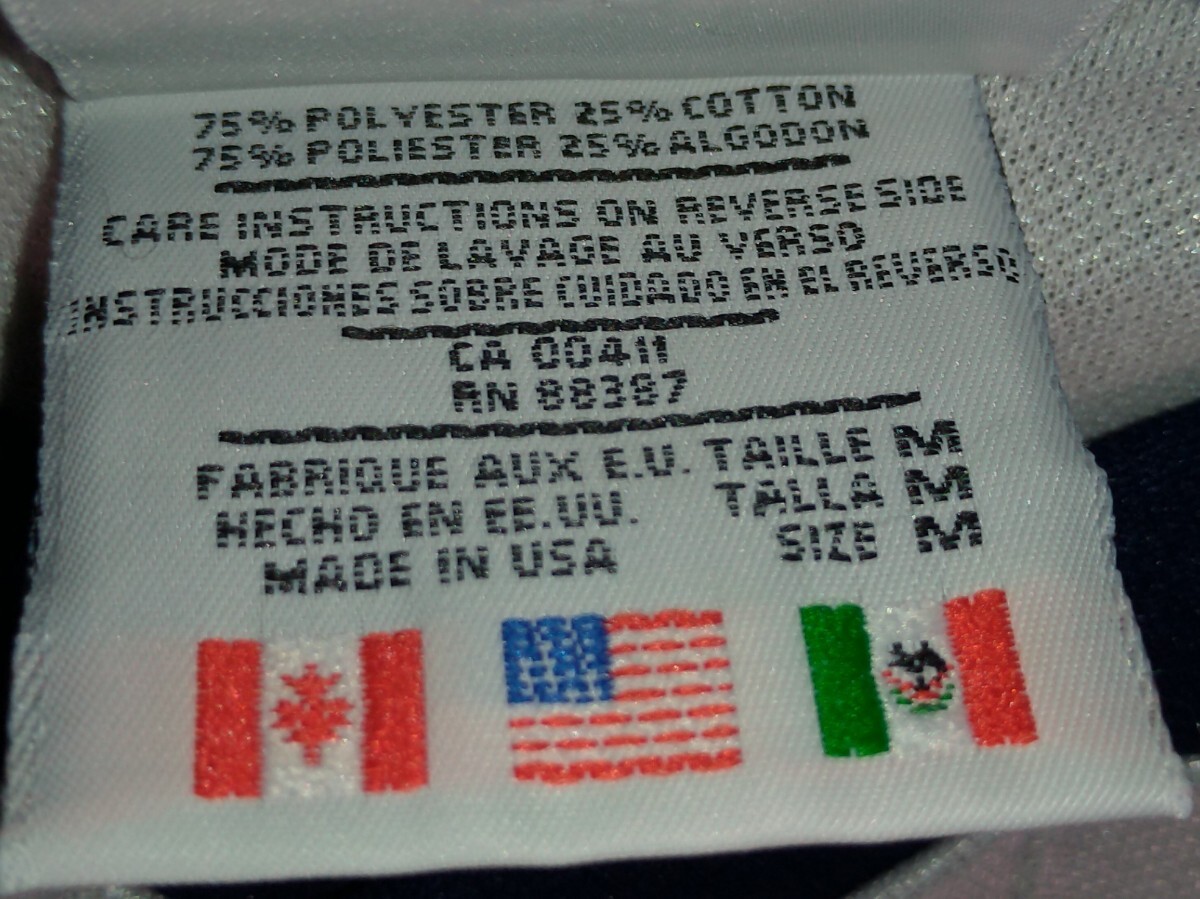 75% POLYESTER 25% COTTON
75% POLIESTER 25% ALGODON
CARE INSTRUCTIONS ON REVERSE SIDE
MODE DE LAVAGE AU VERSO
INSTRUCCIONES SOBRE CUIDADO EN EL REVERSO
CA 00411
RN 88387
FABRIQUE AUX E.U. TAILLE M
HECHO EN EE.UU. TALLA M
MADE IN USA SIZE M